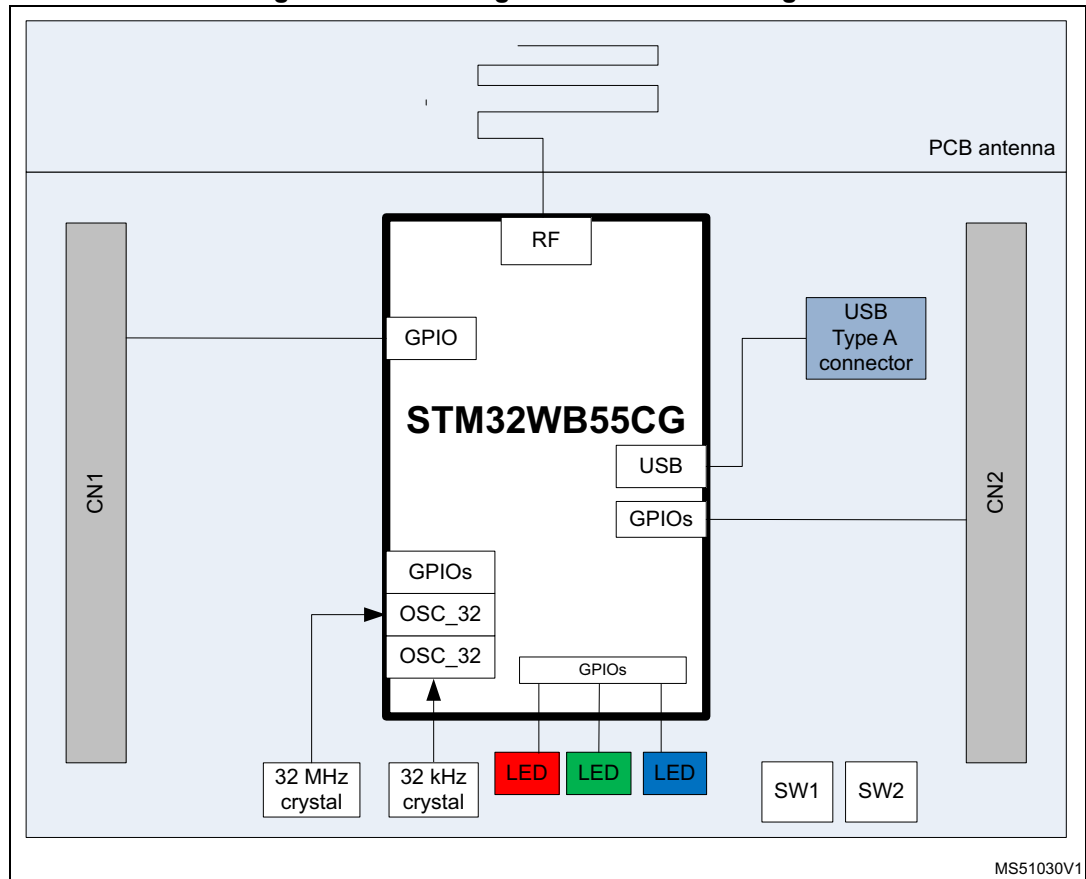 PCB antenna
RF
GPIO
USB
Type A
connector
STM32WB55CG
USB
GPIOs
CN1
CN2
GPIOs
OSC_32
OSC_32
GPIOs
32 MHz
crystal
32 kHz
crystal
LED
LED
LED
SW1
SW2
MS51030V1